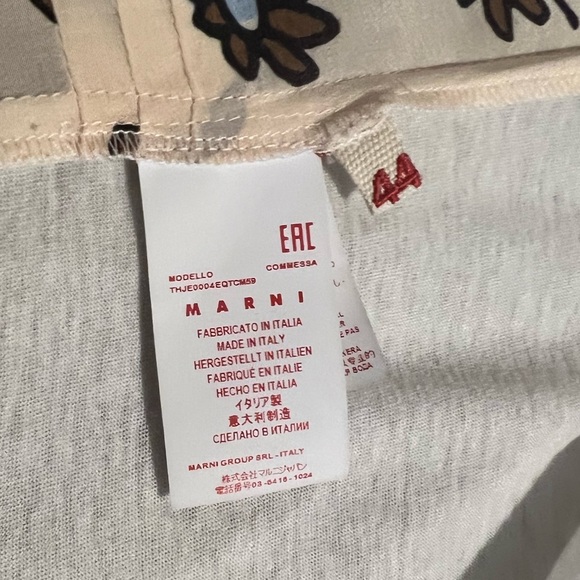 44
EAC
MODELLO COMMESSA
THJE0004EQTCM59
MARNI
FABBRICATO IN ITALIA
MADE IN ITALY
HERGESTELLT IN ITALIEN
FABRIQUÉ EN ITALIE
HECHO EN ITALIA
イタリア製
意大利制造
СДЕЛАНО В ИТАЛИИ
MARNI GROUP SRL - ITALY
株式会社マルニジャパン
電話番号03-6416-1024